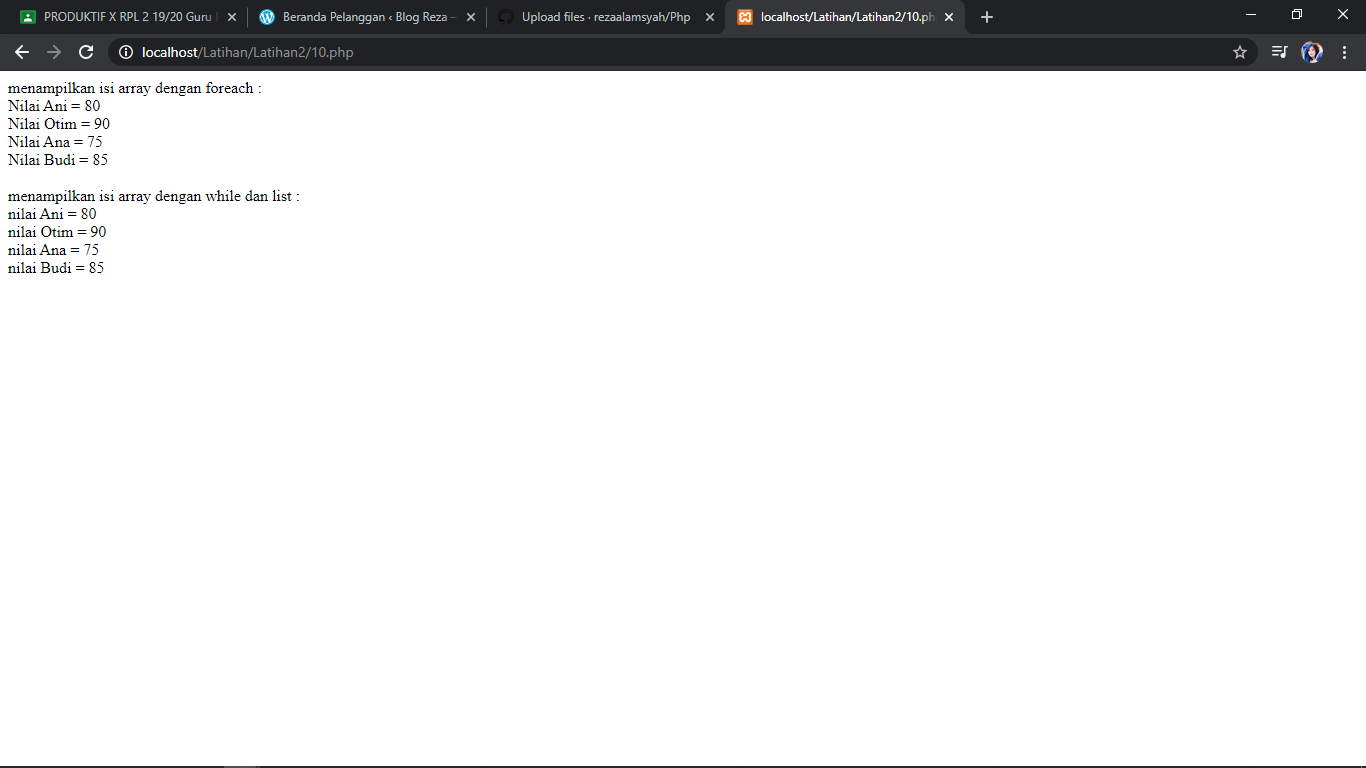 PRODUKTIF X RPL 2 19/20 Guru
Beranda Pelanggan ‹ Blog Reza —
Upload files · rezaalamsyah/Php
localhost/Latihan/Latihan2/10.ph
localhost/Latihan/Latihan2/10.php
menampilkan isi array dengan foreach :
Nilai Ani = 80
Nilai Otim = 90
Nilai Ana = 75
Nilai Budi = 85
menampilkan isi array dengan while dan list :
nilai Ani = 80
nilai Otim = 90
nilai Ana = 75
nilai Budi = 85